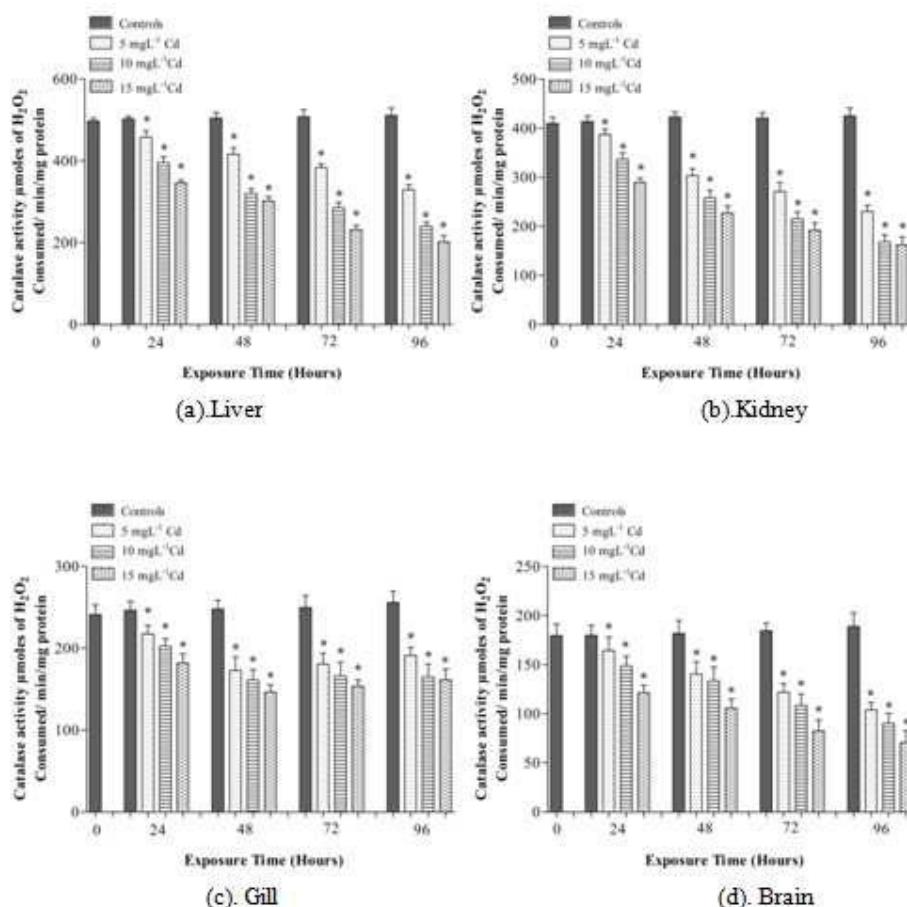 Controls
5 mgL⁻¹ Cd
10 mgL⁻¹Cd
15 mgL⁻¹Cd
Catalase activity µmoles of H₂O₂
Consumed/ min/mg protein
600
400
200
0
0 24 48 72 96
Exposure Time (Hours)
(a).Liver
Controls
5 mgL⁻¹ Cd
10 mgL⁻¹Cd
15 mgL⁻¹Cd
Catalase activity µmoles of H₂O₂
Consumed/ min/mg protein
500
400
300
200
100
0
0 24 48 72 96
Exposure Time (Hours)
(b).Kidney
Controls
5 mgL⁻¹ Cd
10 mgL⁻¹Cd
15 mgL⁻¹Cd
Catalase activity µmoles of H₂O₂
Consumed/ min/mg protein
300
200
100
0
0 24 48 72 96
Exposure Time (Hours)
(c). Gill
Controls
5 mgL⁻¹ Cd
10 mgL⁻¹Cd
15 mgL⁻¹Cd
Catalase activity µmoles of H₂O₂
Consumed/ min/mg protein
250
200
150
100
50
0
0 24 48 72 96
Exposure Time (Hours)
(d). Brain